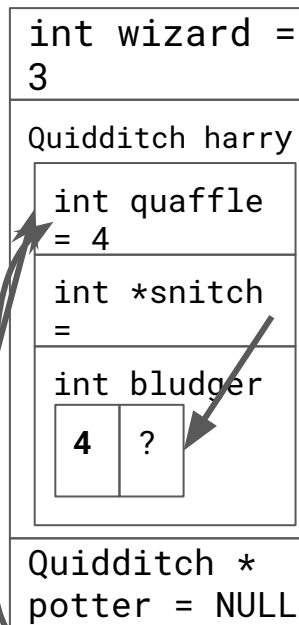 int wizard =
3
Quidditch harry
int quaffle
= 4
int *snitch
=
int bludger
4 ?
Quidditch *
potter = NULL